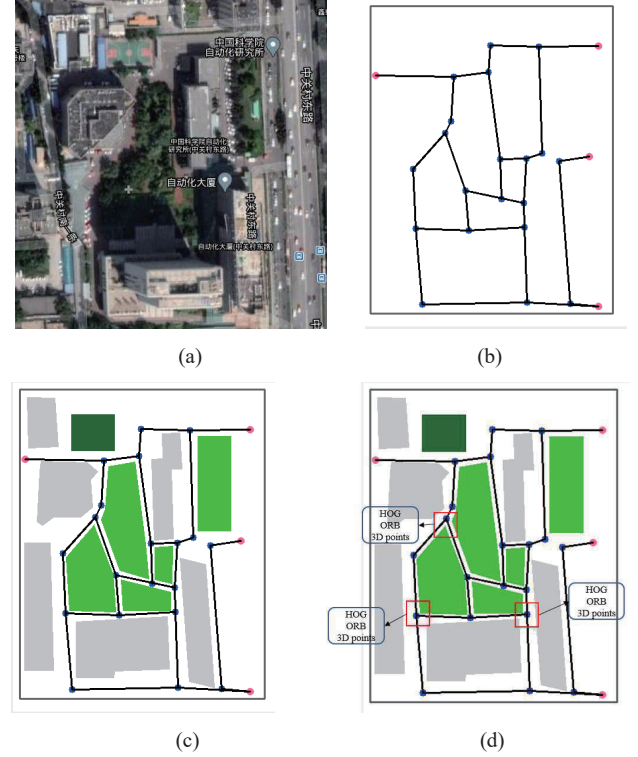 中国科学院
自动化研究所
中关村东路
中国科学院自动化
研究所(中关村东路)
自动化大厦
中关村东路
自动化大厦(中关村东路)
中
(a)
(b)
HOG
ORB
3D points
HOG
ORB
3D points
HOG
ORB
3D points
(c)
(d)